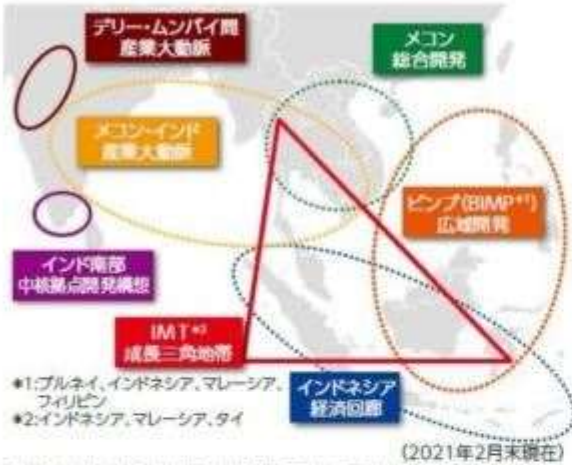 デリー・ムンバイ間
産業大動脈
メコン
総合開発
メコン・インド
産業大動脈
ビンプ(BIMP*1)
広域開発
インド南部
中核拠点開発構想
IMT*2
成長三角地帯
インドネシア
経済回廊
*1:ブルネイ、インドネシア、マレーシア、
フィリピン
*2:インドネシア、マレーシア、タイ
(2021年2月末現在)